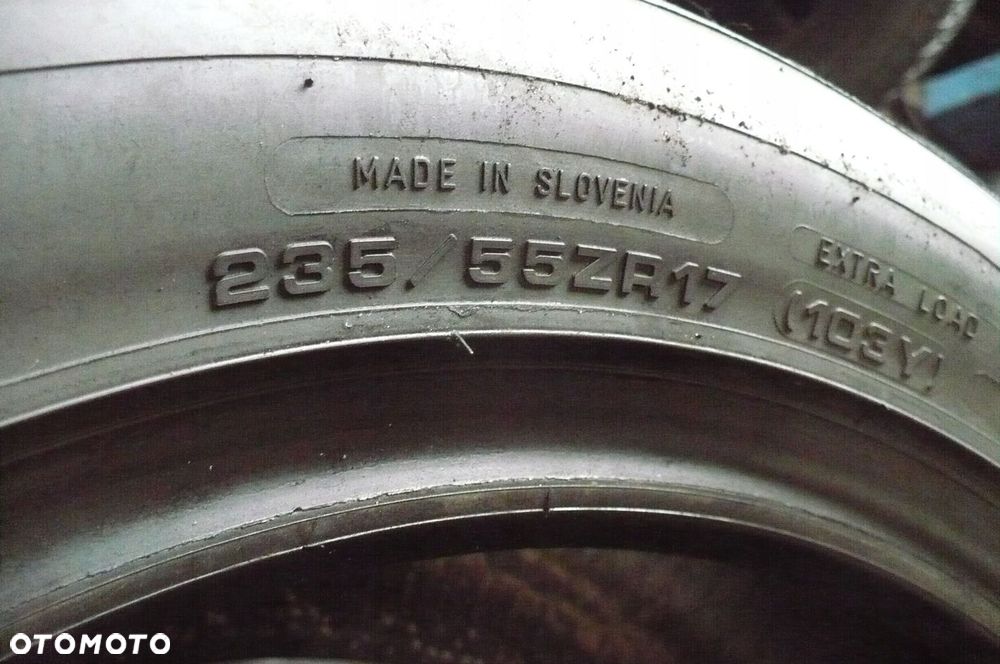 MADE IN SLOVENIA
235/55ZR17
EXTRA LOAD
(103Y)
OTOMOTO